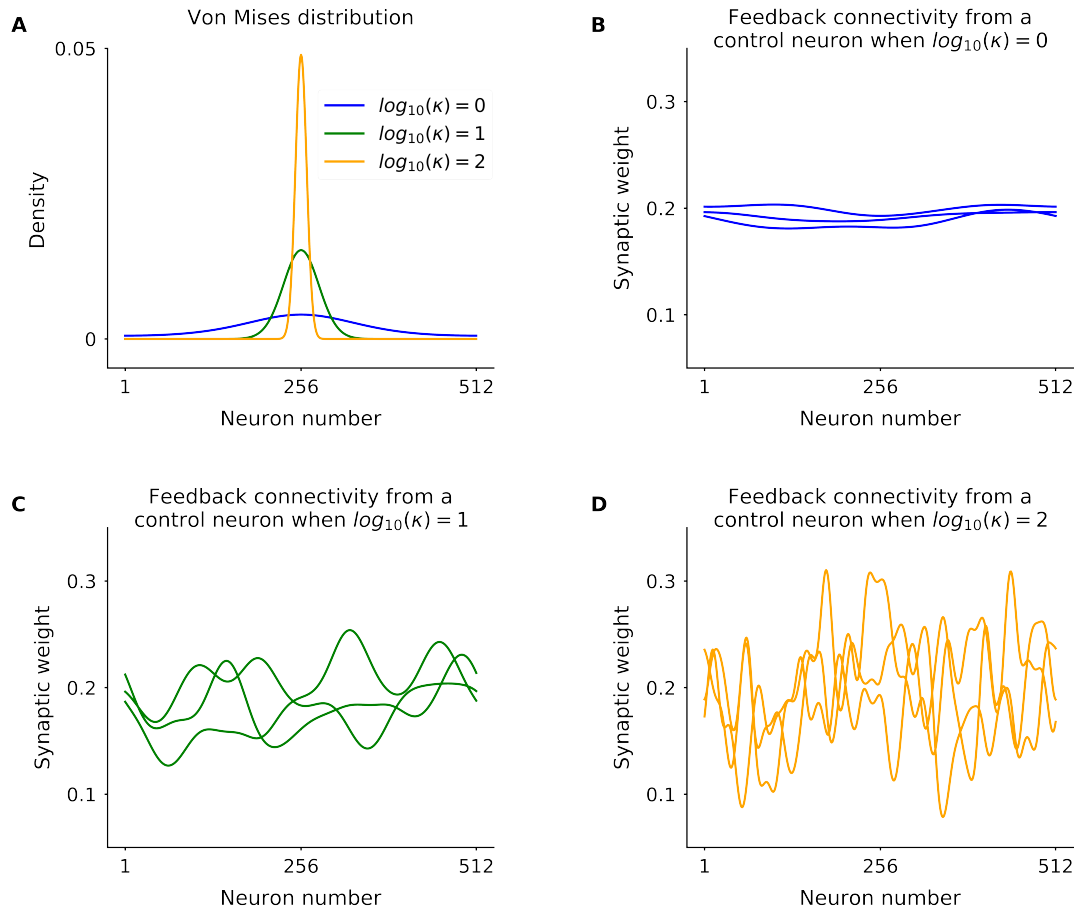 A
Von Mises distribution
0.05
0
Density
log₁₀(κ) = 0
log₁₀(κ) = 1
log₁₀(κ) = 2
1
256
512
Neuron number
B
Feedback connectivity from a
control neuron when log₁₀(κ) = 0
0.3
0.2
0.1
Synaptic weight
1
256
512
Neuron number
C
Feedback connectivity from a
control neuron when log₁₀(κ) = 1
0.3
0.2
0.1
Synaptic weight
1
256
512
Neuron number
D
Feedback connectivity from a
control neuron when log₁₀(κ) = 2
0.3
0.2
0.1
Synaptic weight
1
256
512
Neuron number